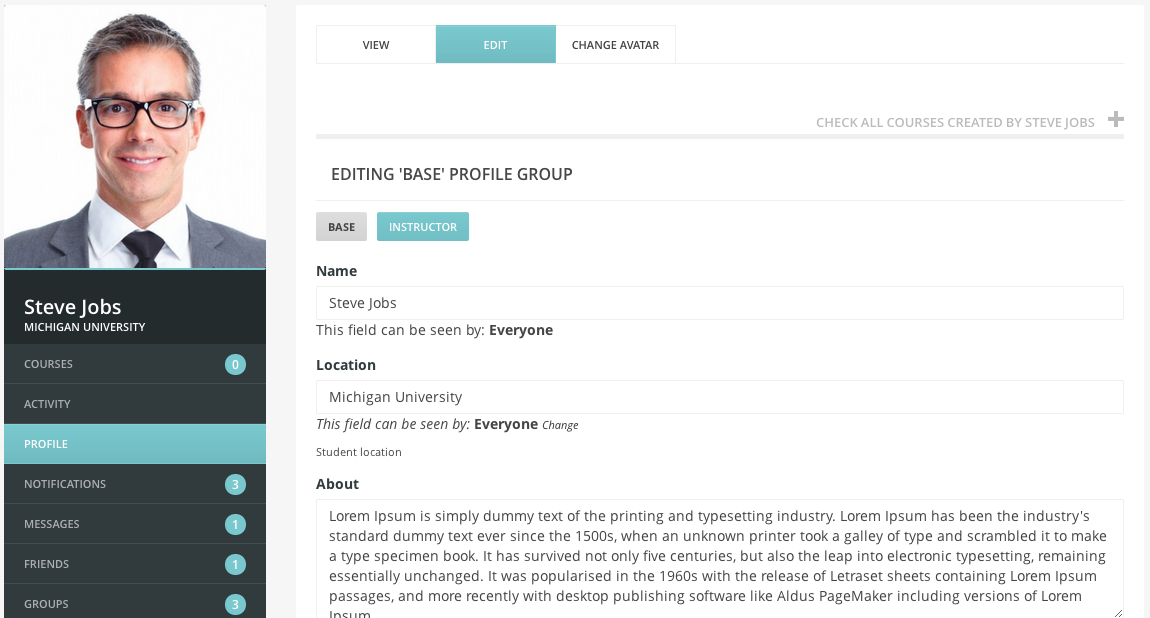 Steve Jobs
MICHIGAN UNIVERSITY
COURSES 0
ACTIVITY
PROFILE
NOTIFICATIONS 3
MESSAGES 1
FRIENDS 1
GROUPS 3
VIEW EDIT CHANGE AVATAR
CHECK ALL COURSES CREATED BY STEVE JOBS
EDITING 'BASE' PROFILE GROUP
BASE INSTRUCTOR
Name
Steve Jobs
This field can be seen by: Everyone
Location
Michigan University
This field can be seen by: Everyone Change
Student location
About
Lorem Ipsum is simply dummy text of the printing and typesetting industry. Lorem Ipsum has been the industry's
standard dummy text ever since the 1500s, when an unknown printer took a galley of type and scrambled it to make
a type specimen book. It has survived not only five centuries, but also the leap into electronic typesetting, remaining
essentially unchanged. It was popularised in the 1960s with the release of Letraset sheets containing Lorem Ipsum
passages, and more recently with desktop publishing software like Aldus PageMaker including versions of Lorem
Ipsum.